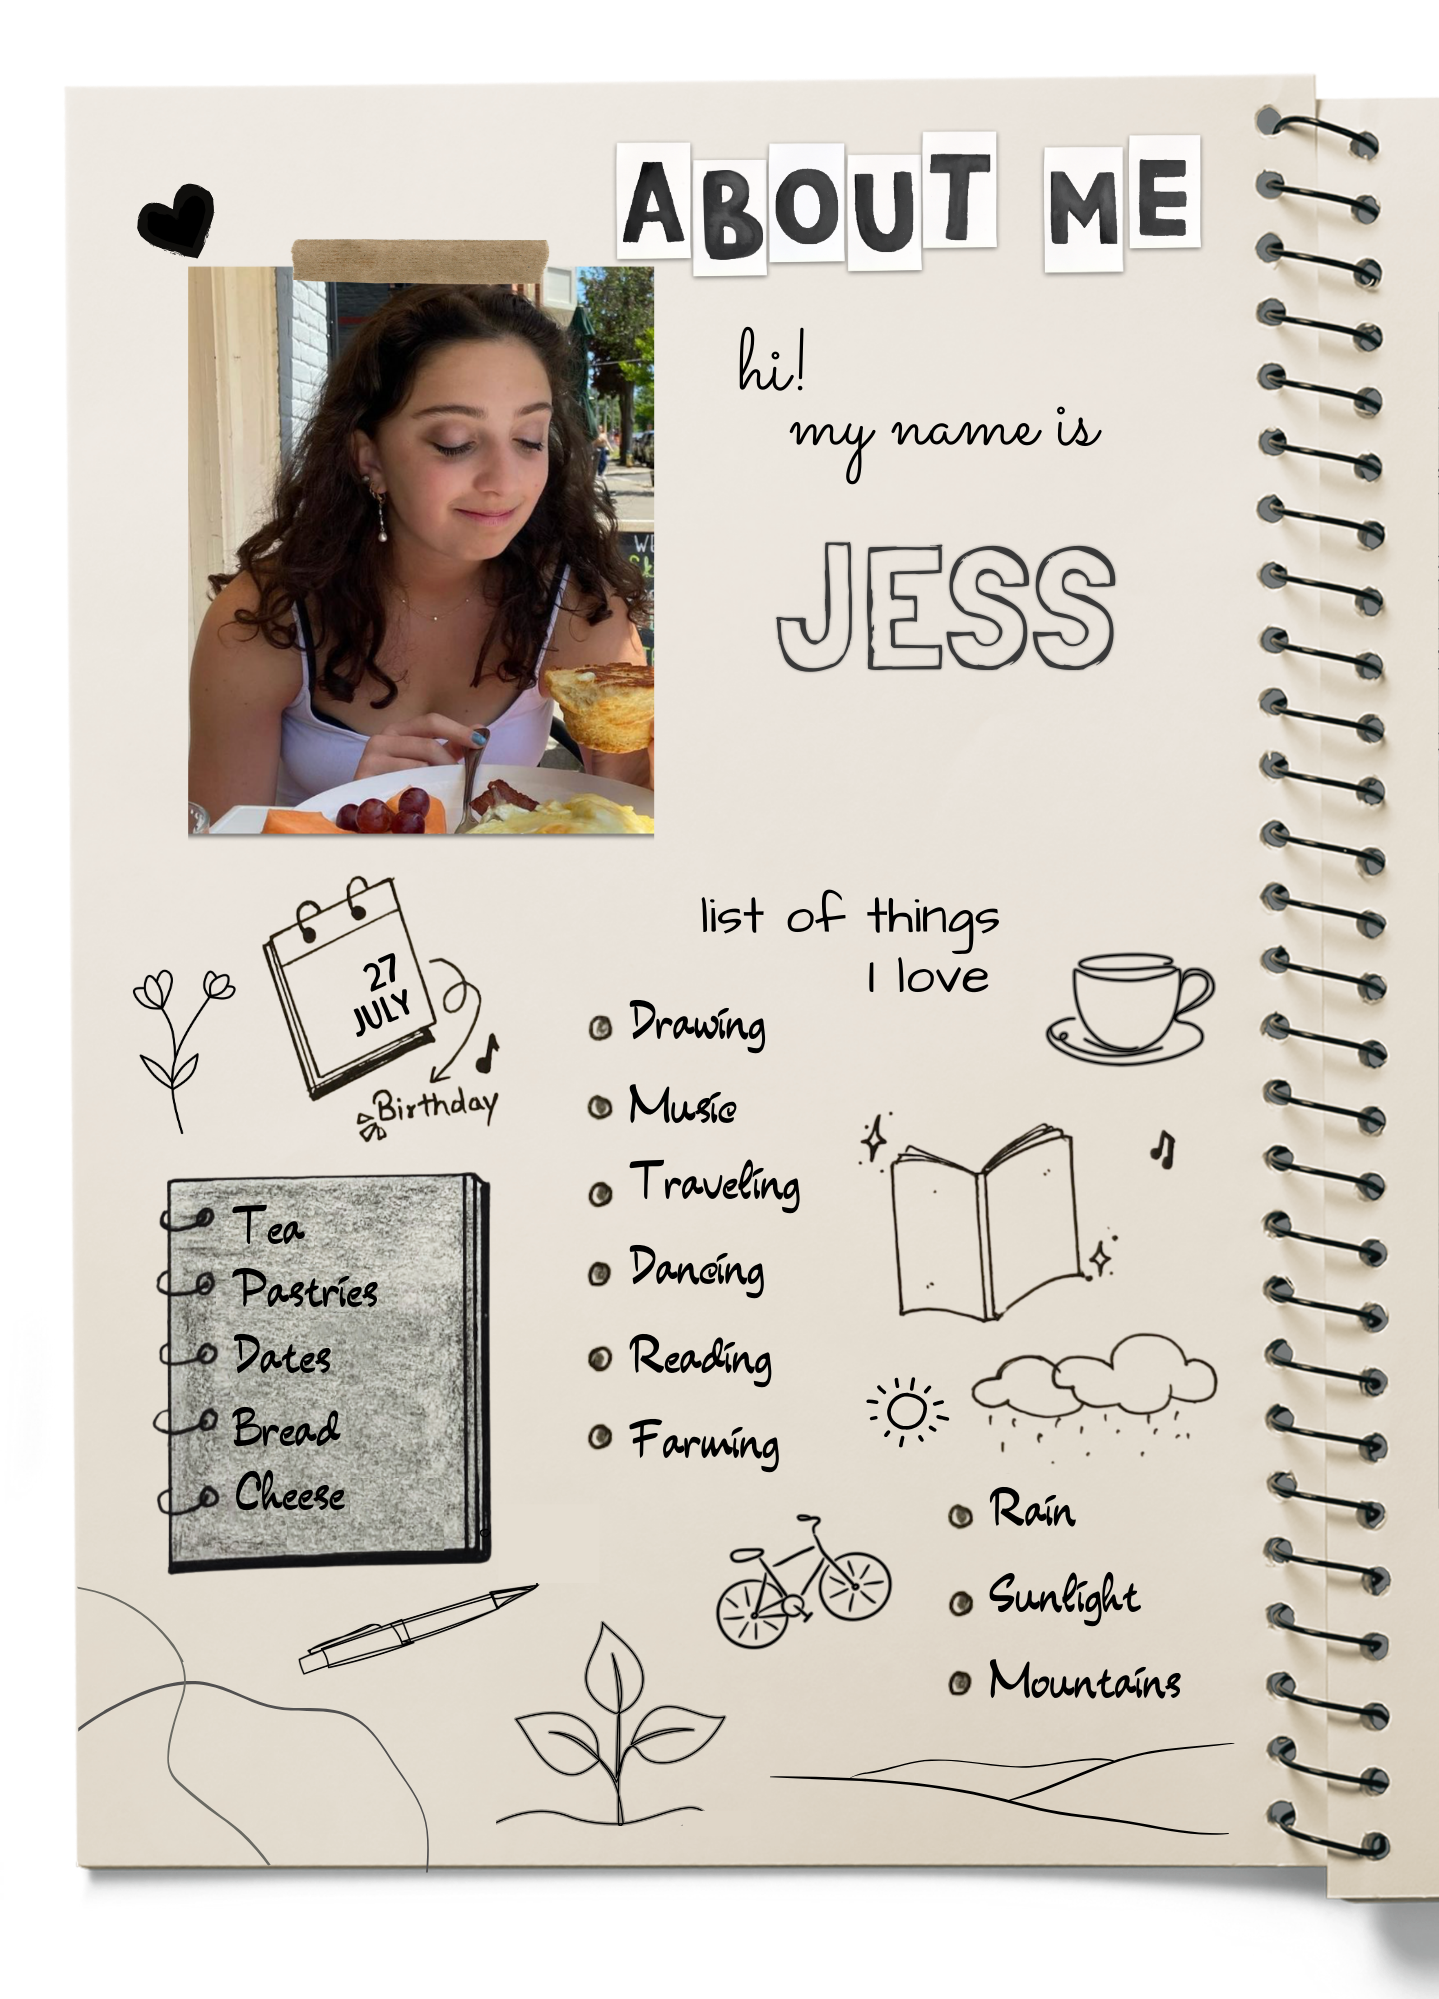 ABOUT ME
hi!
my name is
JESS
27
JULY
Birthday
list of things
I love
Drawing
Music
Traveling
Dancing
Reading
Farming
Tea
Pastries
Dates
Bread
Cheese
Rain
Sunlight
Mountains